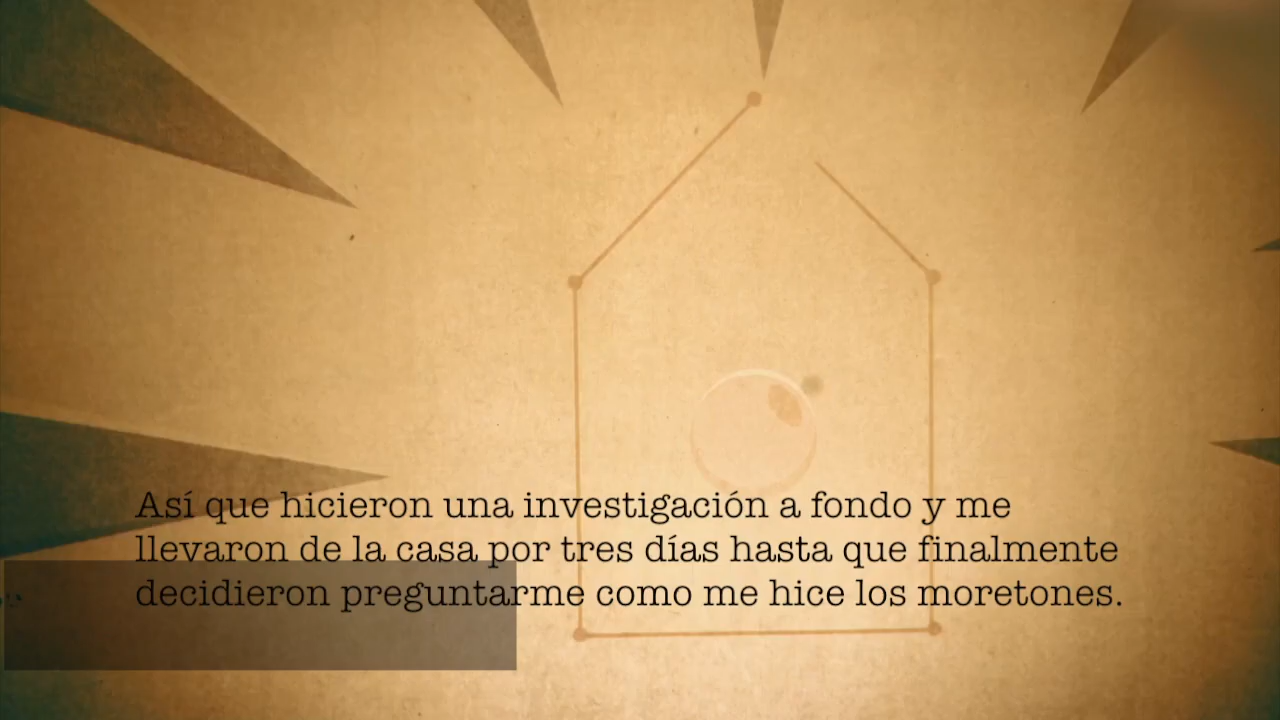 Así que hicieron una investigación a fondo y me
llevaron de la casa por tres días hasta que finalmente
decidieron preguntarme como me hice los moretones.